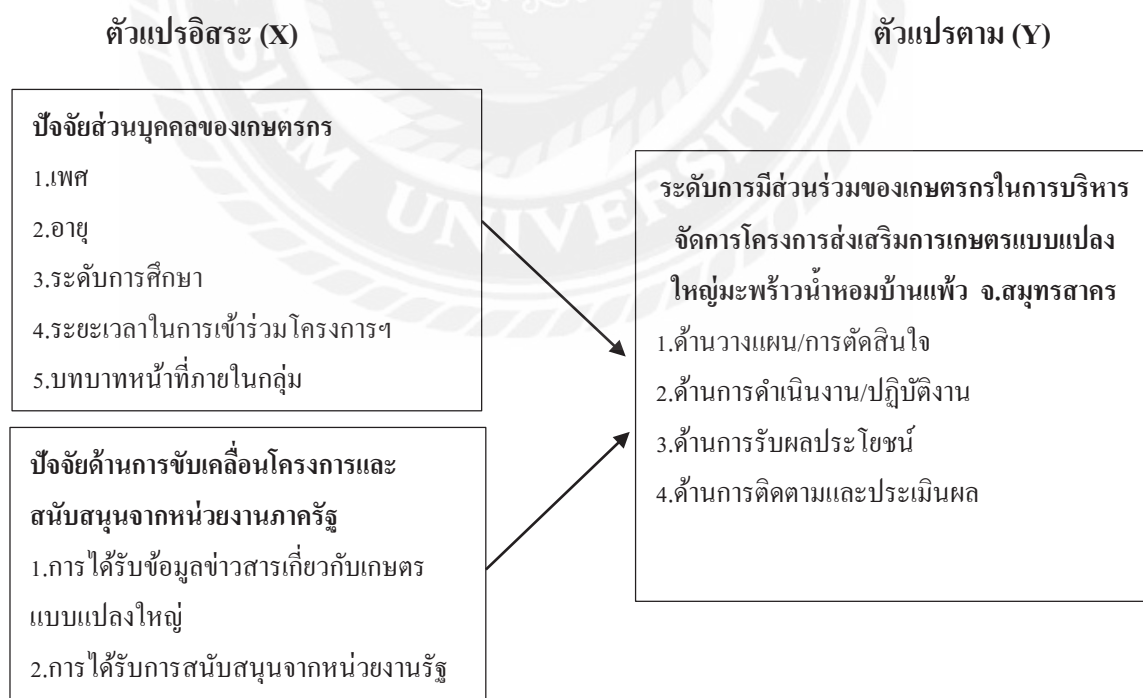 ตัวแปรอิสระ (X)
ตัวแปรตาม (Y)
ปัจจัยส่วนบุคคลของเกษตรกร
1.เพศ
2.อายุ
3.ระดับการศึกษา
4.ระยะเวลาในการเข้าร่วมโครงการฯ
5.บทบาทหน้าที่ภายในกลุ่ม
ปัจจัยด้านการขับเคลื่อนโครงการและ
สนับสนุนจากหน่วยงานภาครัฐ
1.การได้รับข้อมูลข่าวสารเกี่ยวกับเกษตร
แบบแปลงใหญ่
2.การได้รับการสนับสนุนจากหน่วยงานรัฐ
ระดับการมีส่วนร่วมของเกษตรกรในการบริหาร
จัดการโครงการส่งเสริมการเกษตรแบบแปลง
ใหญ่มะพร้าวน้ำหอมบ้านแพ้ว จ.สมุทรสาคร
1.ด้านวางแผน/การตัดสินใจ
2.ด้านการดำเนินงาน/ปฏิบัติงาน
3.ด้านการรับผลประโยชน์
4.ด้านการติดตามและประเมินผล
SIAM UNIVERSITY